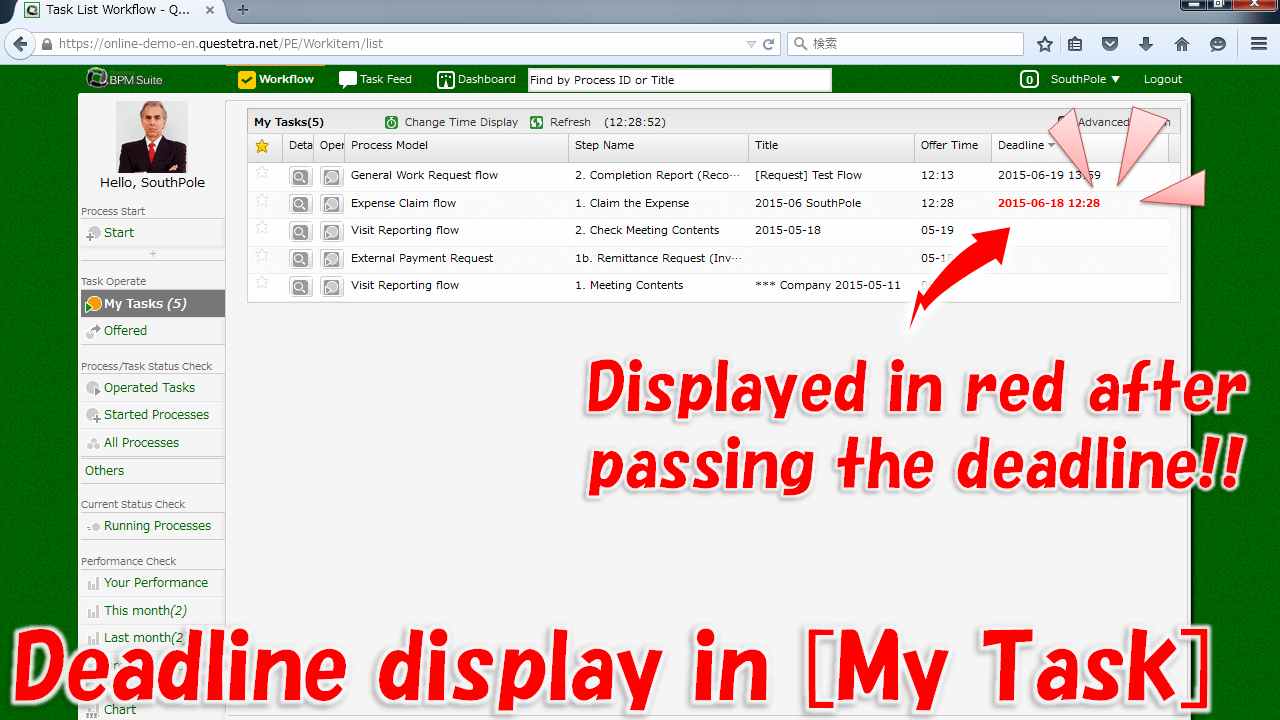 Task List Workflow - Q...
https://online-demo-en.questetra.net/PE/Workitem/list
検索
BPM Suite
Workflow
Task Feed
Dashboard
Find by Process ID or Title
0
SouthPole ▼
Logout
Hello, SouthPole
Process Start
Start
+
Task Operate
My Tasks (5)
Offered
Process/Task Status Check
Operated Tasks
Started Processes
All Processes
Others
Current Status Check
Running Processes
Performance Check
Your Performance
This month(2)
Last month(2
Chart
My Tasks(5)
Change Time Display
Refresh
(12:28:52)
Advanced
Deta Oper Process Model Step Name Title Offer Time Deadline
General Work Request flow 2. Completion Report (Reco··· [Request] Test Flow 12:13 2015-06-19 13:59
Expense Claim flow 1. Claim the Expense 2015-06 SouthPole 12:28 2015-06-18 12:28
Visit Reporting flow 2. Check Meeting Contents 2015-05-18 05-19
External Payment Request 1b. Remittance Request (Inv··· 05-18
Visit Reporting flow 1. Meeting Contents *** Company 2015-05-11
Displayed in red after
passing the deadline!!
Deadline display in [My Task]